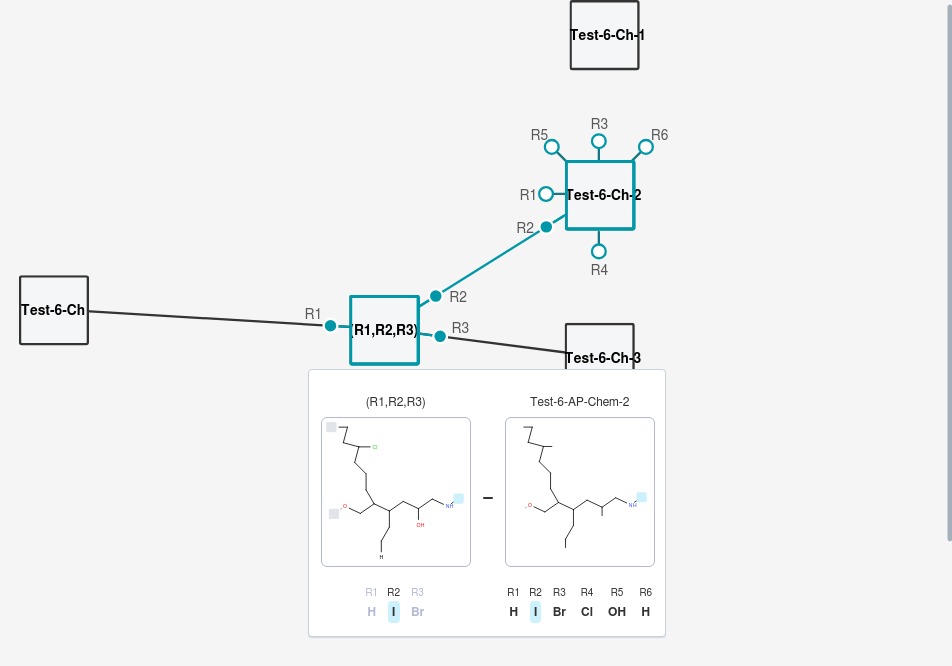 Test-6-Ch-1
R5
R3
R6
R1
Test-6-Ch-2
R2
R4
Test-6-Ch
R1
(R1,R2,R3)
R2
R3
Test-6-Ch-3
(R1,R2,R3)
Test-6-AP-Chem-2
Cl
O
NH
OH
H
–
O
NH
R1 R2 R3
H I Br
R1 R2 R3 R4 R5 R6
H I Br Cl OH H